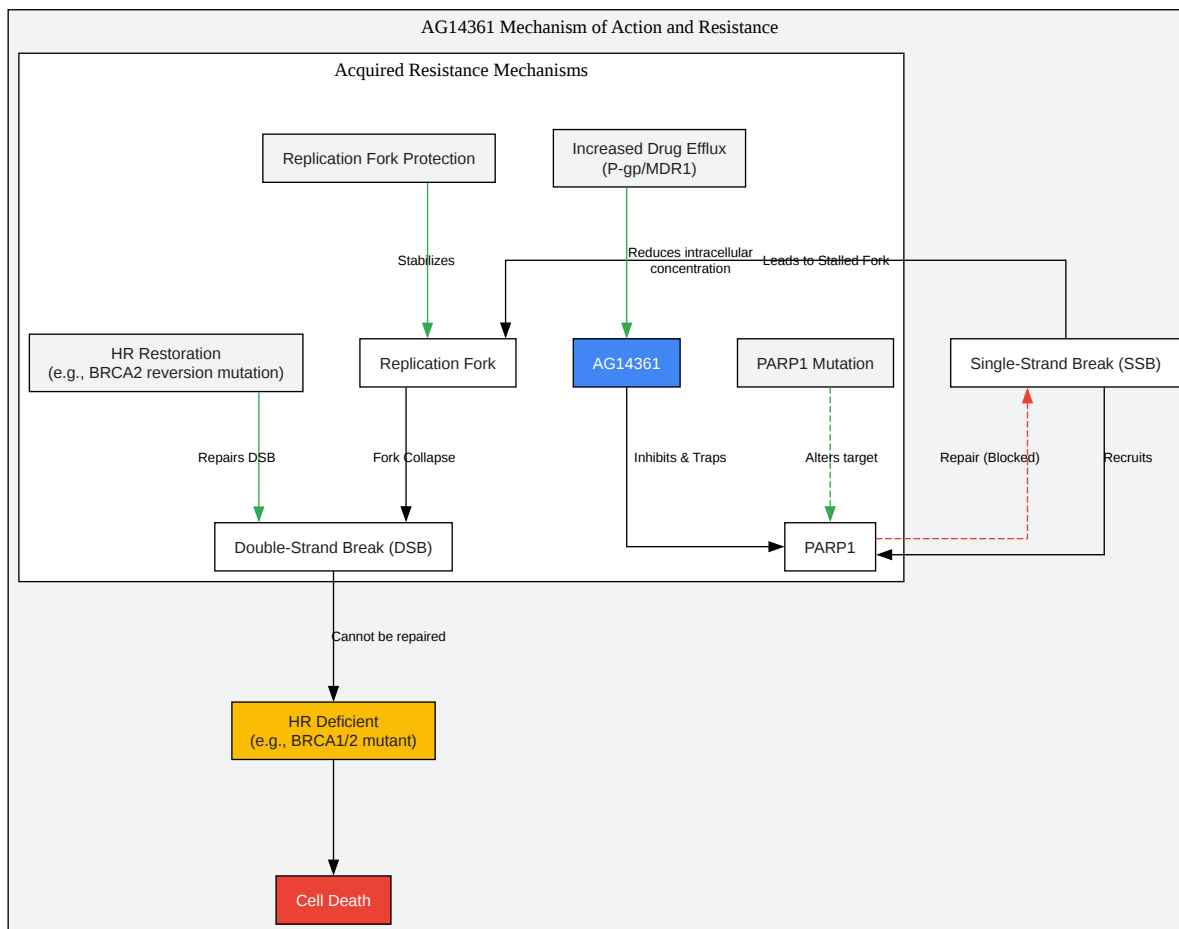 AG14361 Mechanism of Action and Resistance
Acquired Resistance Mechanisms
Replication Fork Protection
Increased Drug Efflux
(P-gp/MDR1)
Stabilizes
Reduces intracellular
concentration
Leads to Stalled Fork
HR Restoration
(e.g., BRCA2 reversion mutation)
Replication Fork
AG14361
PARP1 Mutation
Single-Strand Break (SSB)
Repairs DSB
Fork Collapse
Inhibits & Traps
Alters target
Repair (Blocked)
Recruits
Double-Strand Break (DSB)
PARP1
Cannot be repaired
HR Deficient
(e.g., BRCA1/2 mutant)
Cell Death